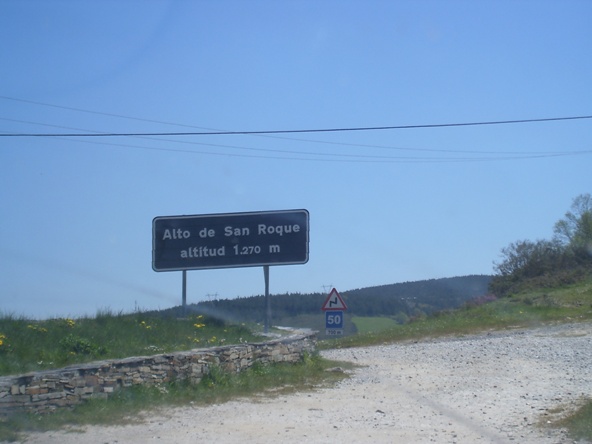 Alto de San Roque
altitud 1.270 m
50